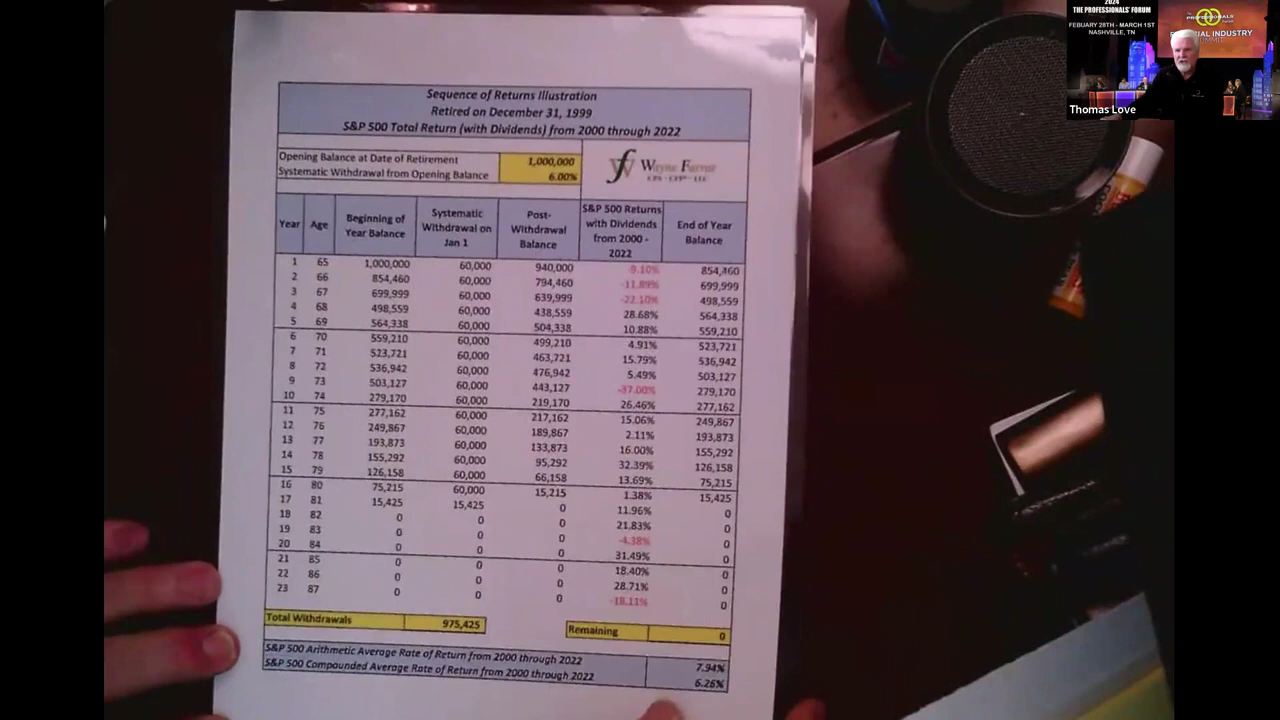 2024
THE PROFESSIONALS' FORUM
FEBUARY 28TH - MARCH 1ST
NASHVILLE, TN
Thomas Love
Sequence of Returns Illustration
Retired on December 31, 1999
S&P 500 Total Return (with Dividends) from 2000 through 2022
Opening Balance at Date of Retirement 1,000,000
Systematic Withdrawal from Opening Balance 6.00%
Wayne Farrar
CPA - CFP® - LLC
Year Age Beginning of Year Balance Systematic Withdrawal on Jan 1 Post-Withdrawal Balance S&P 500 Returns with Dividends from 2000 - 2022 End of Year Balance
1 65 1,000,000 60,000 940,000 -9.10% 854,460
2 66 854,460 60,000 794,460 -11.89% 699,999
3 67 699,999 60,000 639,999 -22.10% 498,559
4 68 498,559 60,000 438,559 28.68% 564,338
5 69 564,338 60,000 504,338 10.88% 559,210
6 70 559,210 60,000 499,210 4.91% 523,721
7 71 523,721 60,000 463,721 15.79% 536,942
8 72 536,942 60,000 476,942 5.49% 503,127
9 73 503,127 60,000 443,127 -37.00% 279,170
10 74 279,170 60,000 219,170 26.46% 277,162
11 75 277,162 60,000 217,162 15.06% 249,867
12 76 249,867 60,000 189,867 2.11% 193,873
13 77 193,873 60,000 133,873 16.00% 155,292
14 78 155,292 60,000 95,292 32.39% 126,158
15 79 126,158 60,000 66,158 13.69% 75,215
16 80 75,215 60,000 15,215 1.38% 15,425
17 81 15,425 15,425 0 11.96% 0
18 82 0 0 0 21.83% 0
19 83 0 0 0 -4.38% 0
20 84 0 0 0 31.49% 0
21 85 0 0 0 18.40% 0
22 86 0 0 0 28.71% 0
23 87 0 0 0 -18.11% 0
Total Withdrawals 975,425 Remaining 0
S&P 500 Arithmetic Average Rate of Return from 2000 through 2022 7.94%
S&P 500 Compounded Average Rate of Return from 2000 through 2022 6.26%